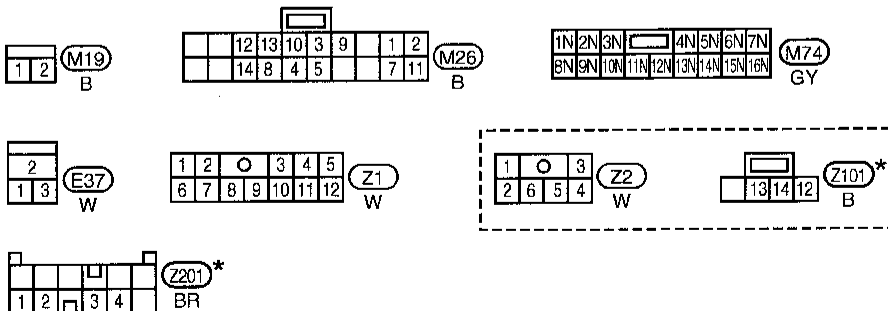 12 13 10 3 9 1 2
14 8 4 5 7 11
M26
B
1 2
M19
B
1N 2N 3N 4N 5N 6N 7N
8N 9N 10N 11N 12N 13N 14N 15N 16N
M74
GY
2
1 3
E37
W
1 2 3 4 5
6 7 8 9 10 11 12
Z1
W
1 3
2 6 5 4
Z2
W
13 14 12
Z101 *
B
1 2 3 4
Z201 *
BR